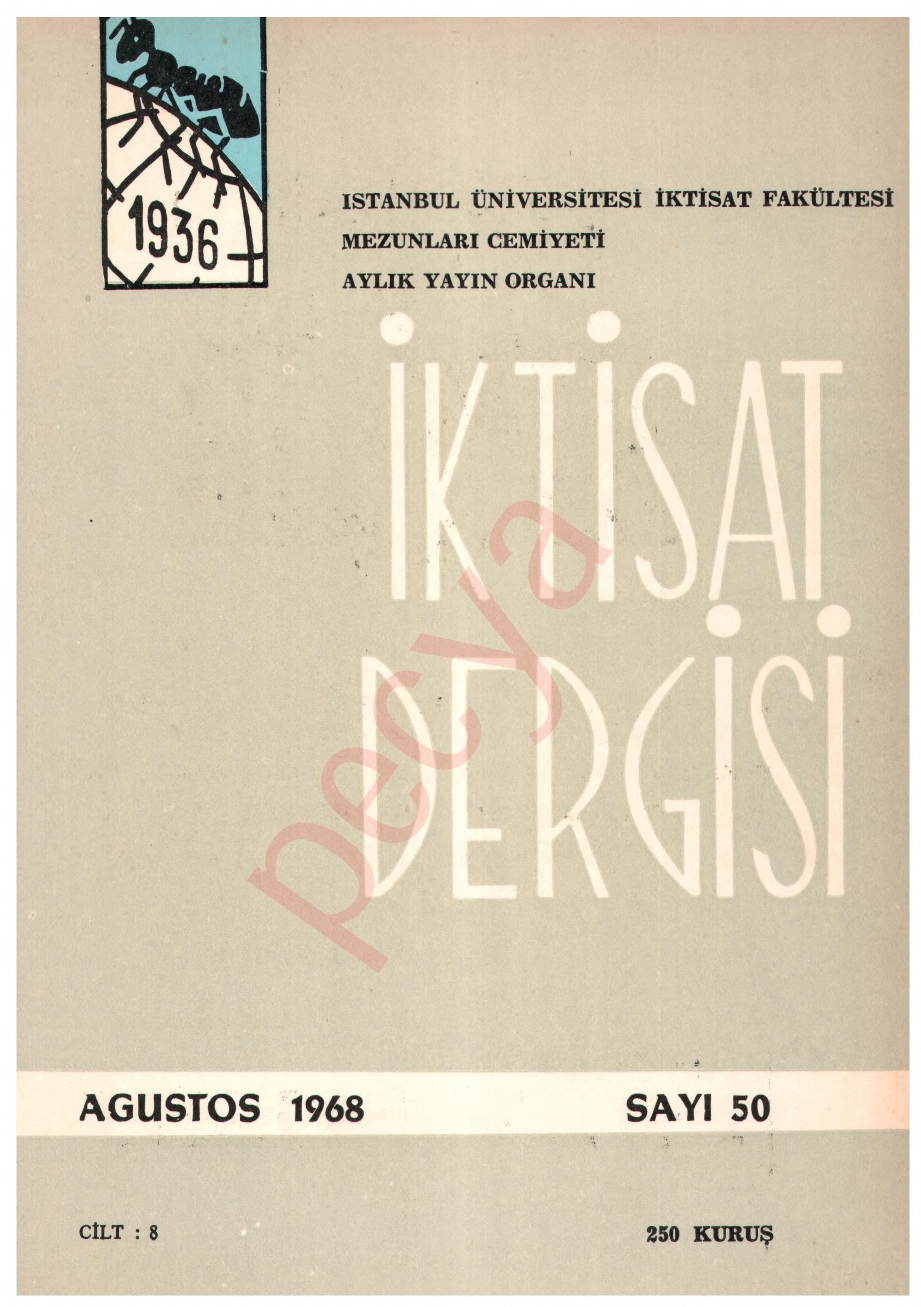 1936
ISTANBUL ÜNİVERSİTESİ İKTİSAT FAKÜLTESİ
MEZUNLARI CEMİYETİ
AYLIK YAYIN ORGANI
İKTİSAT
DERGİSİ
pecya
AGUSTOS 1968 SAYI 50
CİLT : 8 250 KURUŞ